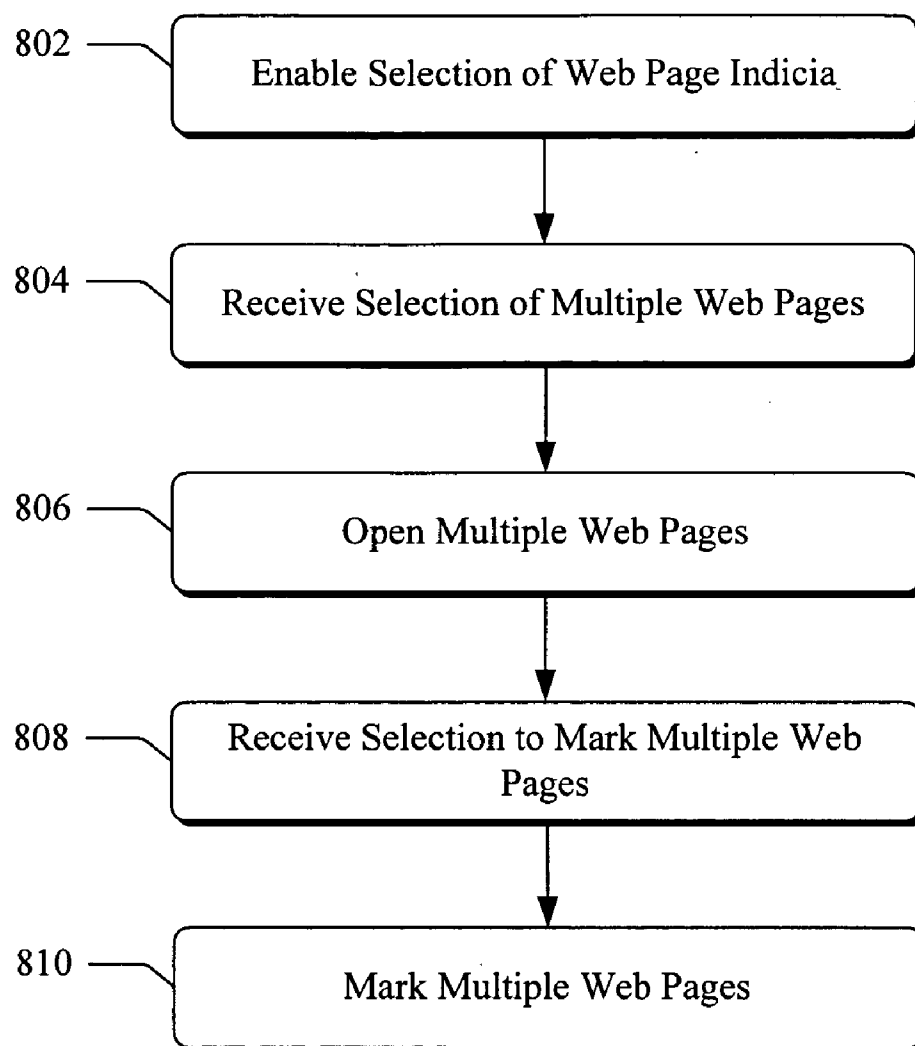 802
Enable Selection of Web Page Indicia
804
Receive Selection of Multiple Web Pages
806
Open Multiple Web Pages
808
Receive Selection to Mark Multiple Web
Pages
810
Mark Multiple Web Pages